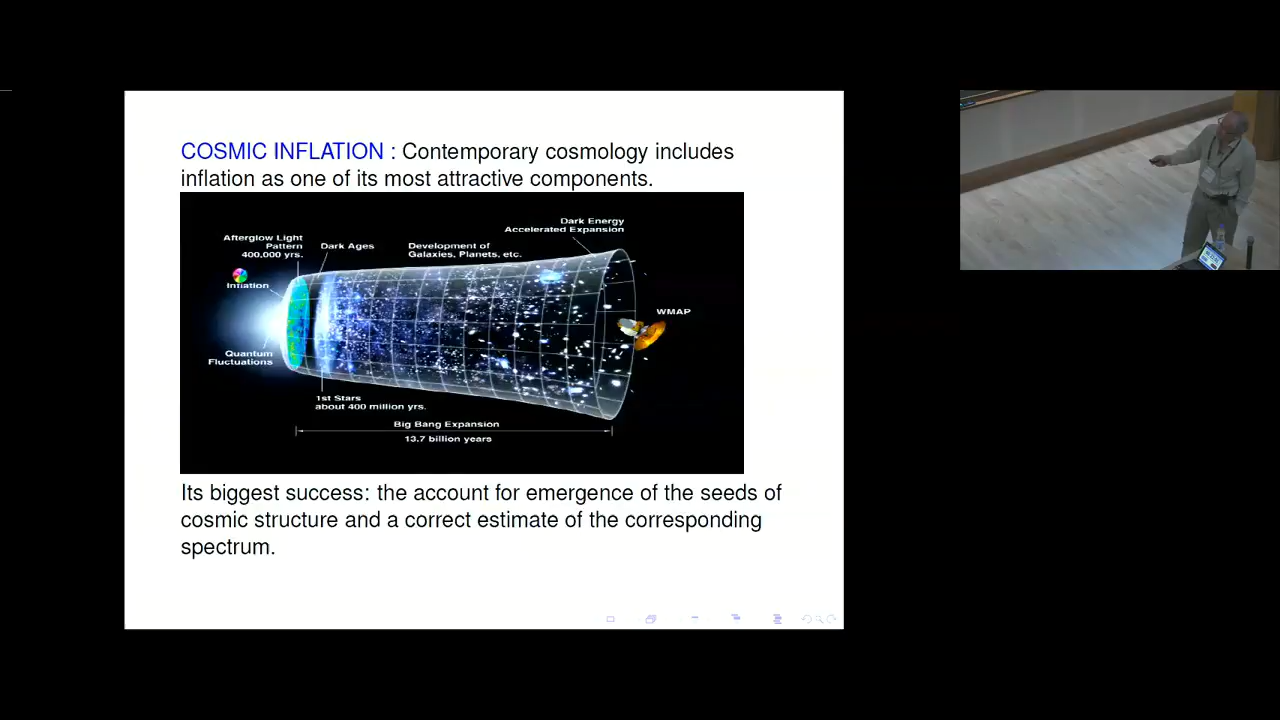 COSMIC INFLATION : Contemporary cosmology includes
inflation as one of its most attractive components.
Dark Energy
Accelerated Expansion
Afterglow Light
Pattern
400,000 yrs.
Dark Ages
Development of
Galaxies, Planets, etc.
Inflation
WMAP
Quantum
Fluctuations
1st Stars
about 400 million yrs.
Big Bang Expansion
13.7 billion years
Its biggest success: the account for emergence of the seeds of
cosmic structure and a correct estimate of the corresponding
spectrum.